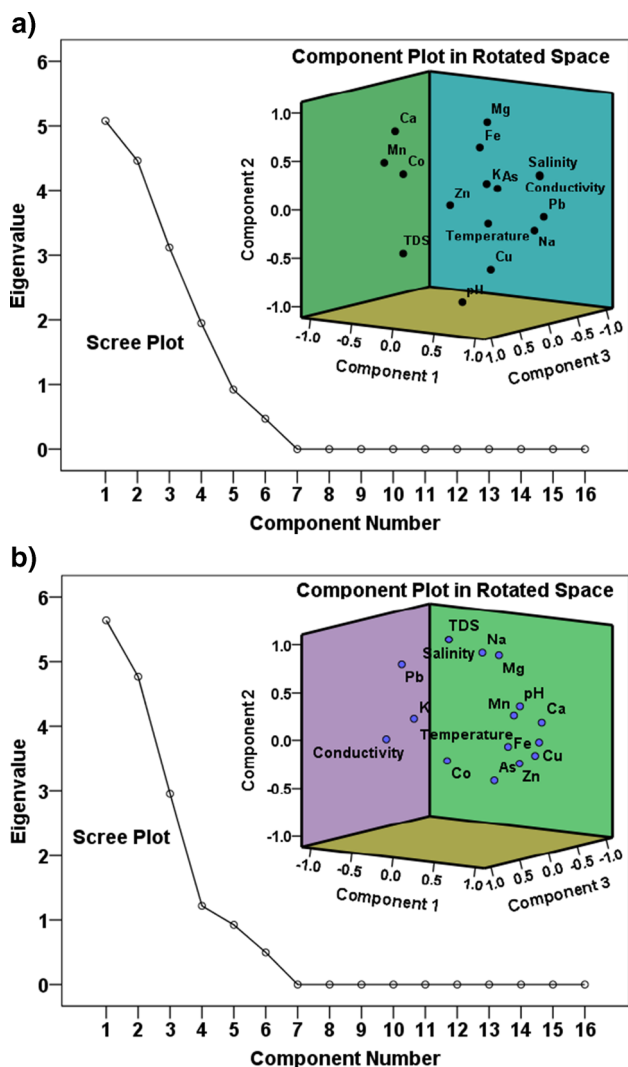 a)
Component Plot in Rotated Space
6
5
4
3
2
1
0
Eigenvalue
Scree Plot
1.0
0.5
0.0
-0.5
-1.0
Component 2
Ca
Mn
Co
TDS
Mg
Fe
K As
Salinity
Conductivity
Zn
Pb
Temperature
Na
Cu
pH
-1.0 -0.5 0.0 0.5 1.0
Component 1
1.0 0.5 0.0 -0.5 -1.0
Component 3
1 2 3 4 5 6 7 8 9 10 11 12 13 14 15 16
Component Number
b)
Component Plot in Rotated Space
6
5
4
3
2
1
0
Eigenvalue
Scree Plot
1.0
0.5
0.0
-0.5
-1.0
Component 2
TDS
Na
Salinity
Mg
Pb
K
Mn
pH
Ca
Conductivity
Temperature
Fe
Cu
Co
As
Zn
-1.0 -0.5 0.0 0.5 1.0
Component 1
1.0 0.5 0.0 -0.5 -1.0
Component 3
1 2 3 4 5 6 7 8 9 10 11 12 13 14 15 16
Component Number